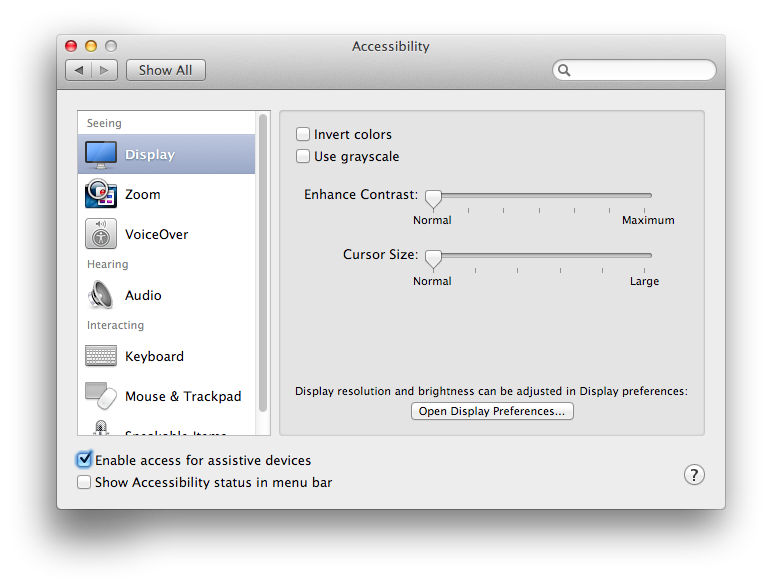 Accessibility
Show All
Seeing
Display
Zoom
VoiceOver
Hearing
Audio
Interacting
Keyboard
Mouse & Trackpad
Speakable Items
Invert colors
Use grayscale
Enhance Contrast:
Normal Maximum
Cursor Size:
Normal Large
Display resolution and brightness can be adjusted in Display preferences:
Open Display Preferences...
Enable access for assistive devices
Show Accessibility status in menu bar
?